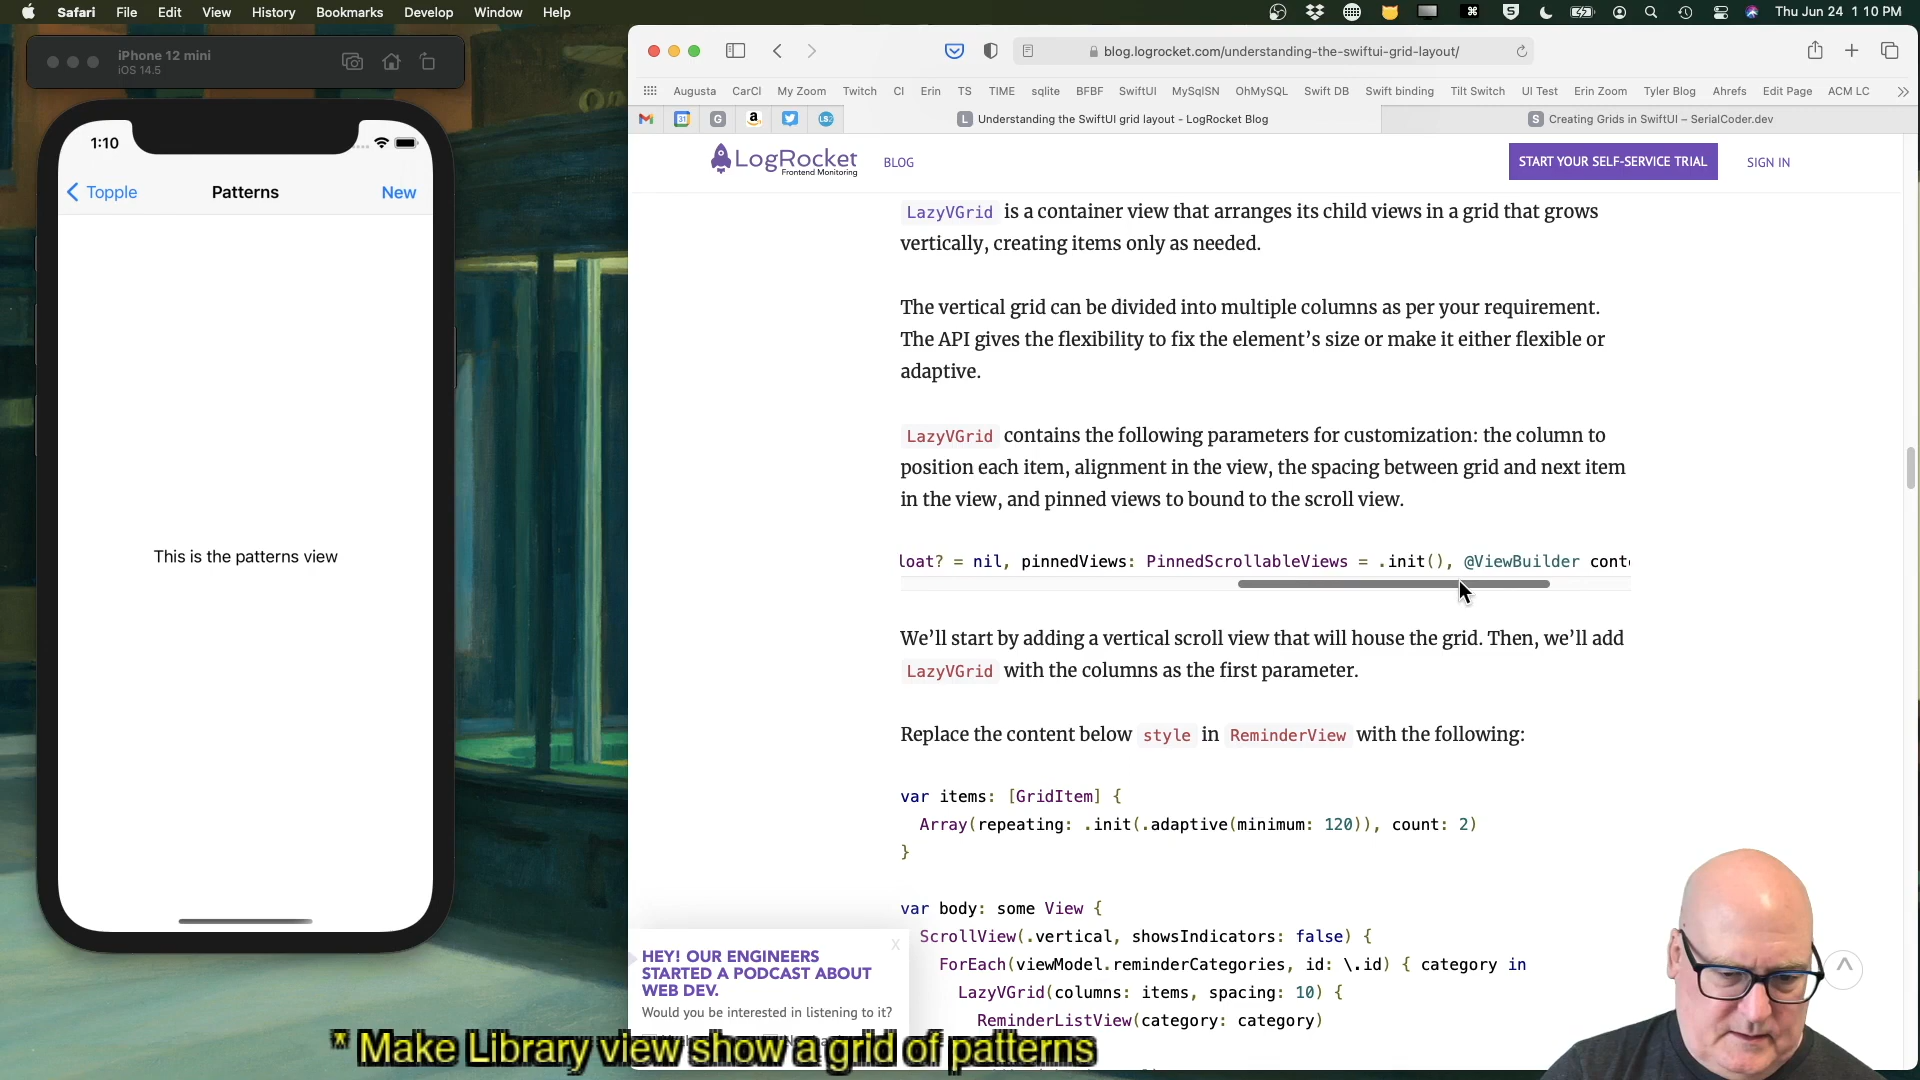 Safari File Edit View History Bookmarks Develop Window Help
Thu Jun 24 1 10 PM
iPhone 12 mini
iOS 14.5
1:10
Topple
Patterns
New
This is the patterns view
blog.logrocket.com/understanding-the-swiftui-grid-layout/
Augusta CarCl My Zoom Twitch CI Erin TS TIME sqlite BFBF SwiftUI MySqlSN OhMySQL Swift DB Swift binding Tilt Switch UI Test Erin Zoom Tyler Blog Ahrefs Edit Page ACM LC
L Understanding the SwiftUI grid layout - LogRocket Blog
S Creating Grids in SwiftUI – SerialCoder.dev
LogRocket
Frontend Monitoring
BLOG
START YOUR SELF-SERVICE TRIAL
SIGN IN
LazyVGrid is a container view that arranges its child views in a grid that grows
vertically, creating items only as needed.
The vertical grid can be divided into multiple columns as per your requirement.
The API gives the flexibility to fix the element’s size or make it either flexible or
adaptive.
LazyVGrid contains the following parameters for customization: the column to
position each item, alignment in the view, the spacing between grid and next item
in the view, and pinned views to bound to the scroll view.
loat? = nil, pinnedViews: PinnedScrollableViews = .init(), @ViewBuilder conte
We’ll start by adding a vertical scroll view that will house the grid. Then, we’ll add
LazyVGrid with the columns as the first parameter.
Replace the content below style in ReminderView with the following:
var items: [GridItem] {
Array(repeating: .init(.adaptive(minimum: 120)), count: 2)
}
var body: some View {
ScrollView(.vertical, showsIndicators: false) {
ForEach(viewModel.reminderCategories, id: \.id) { category in
LazyVGrid(columns: items, spacing: 10) {
ReminderListView(category: category)
X
HEY! OUR ENGINEERS
STARTED A PODCAST ABOUT
WEB DEV.
Would you be interested in listening to it?
* Make Library view show a grid of patterns